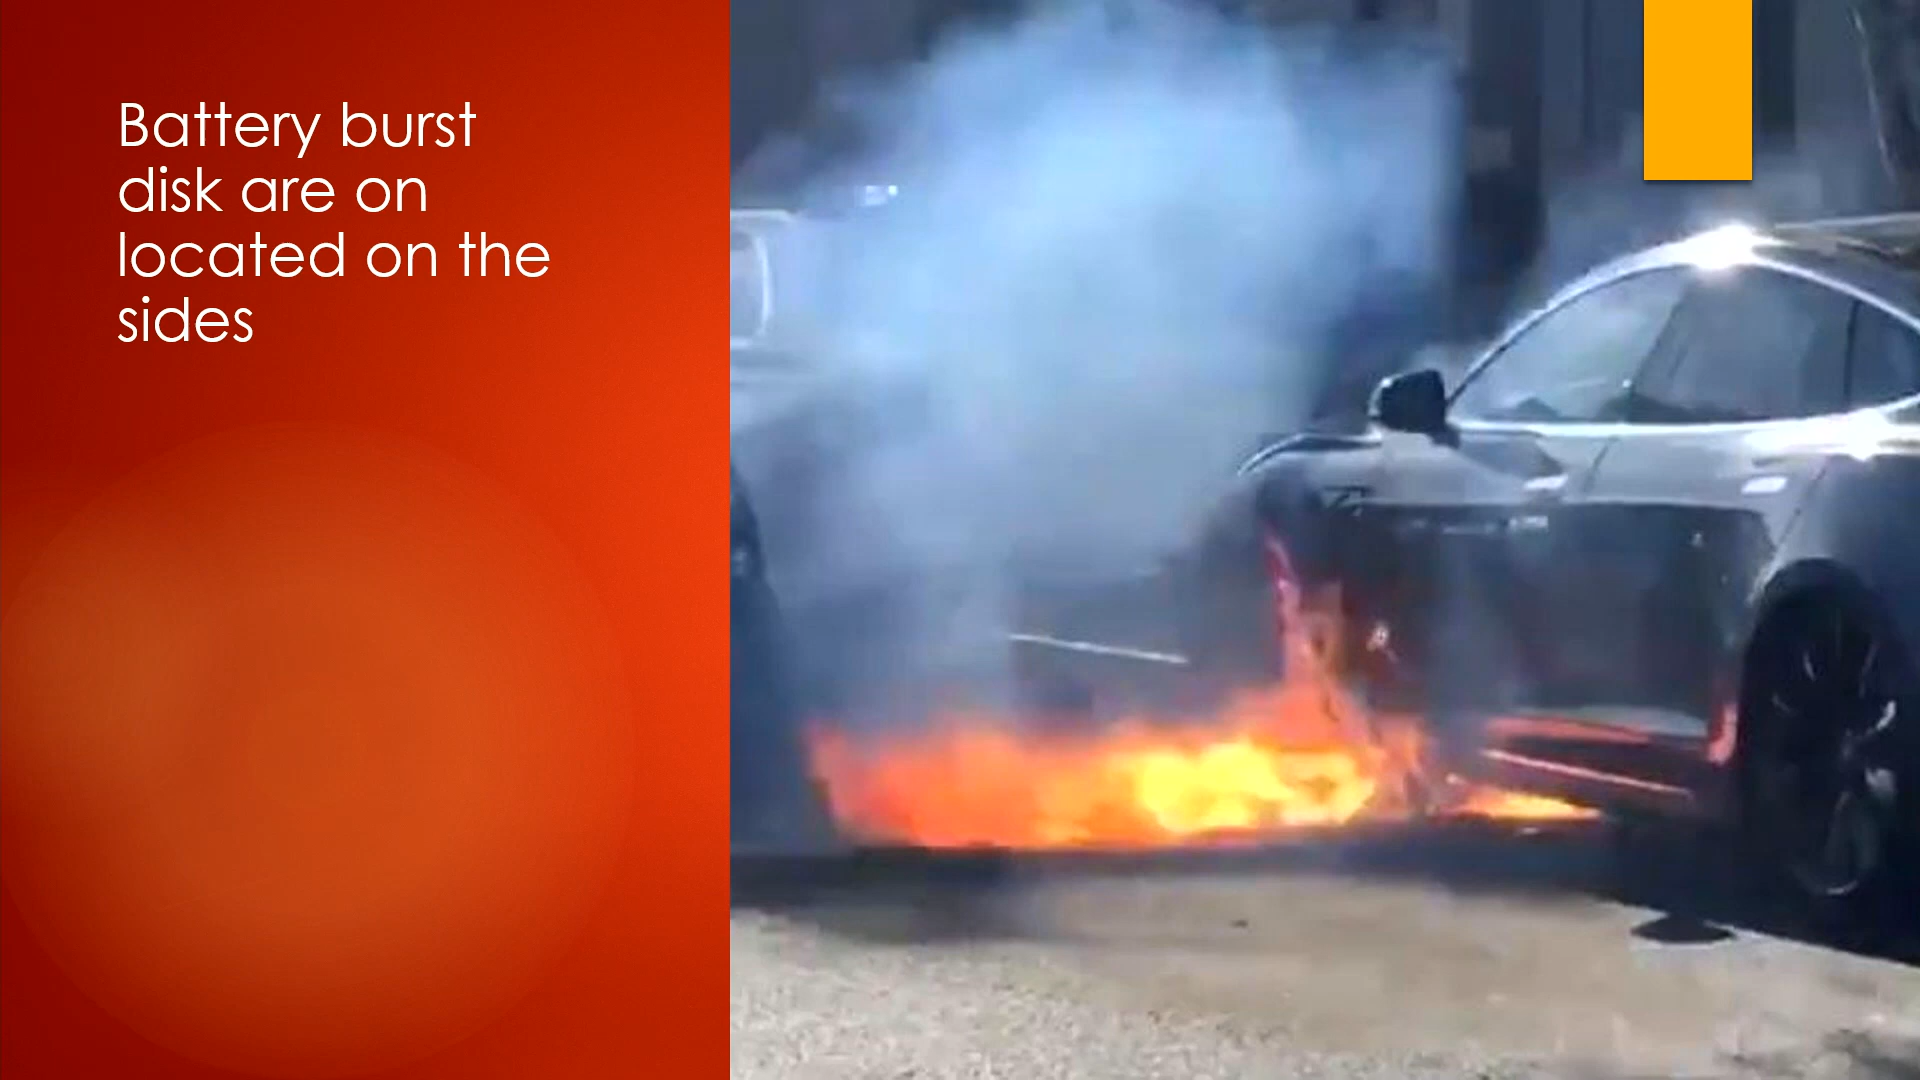 Battery burst
disk are on
located on the
sides